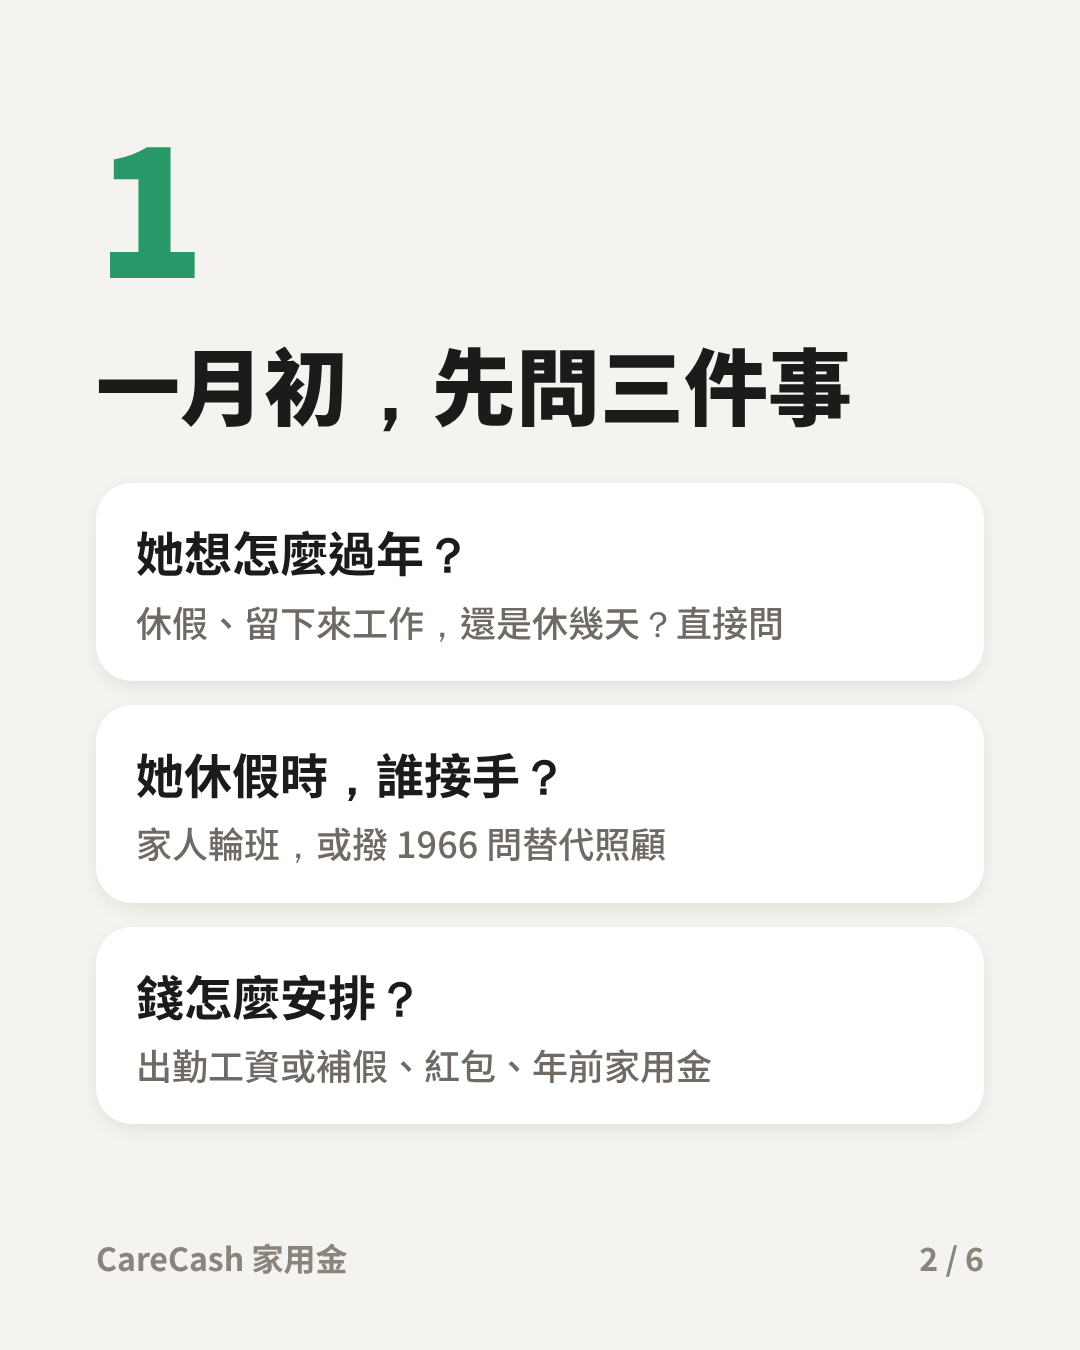 1
一月初，先問三件事
她想怎麼過年？
休假、留下來工作，還是休幾天？直接問
她休假時，誰接手？
家人輪班，或撥 1966 問替代照顧
錢怎麼安排？
出勤工資或補假、紅包、年前家用金
CareCash 家用金
2 / 6